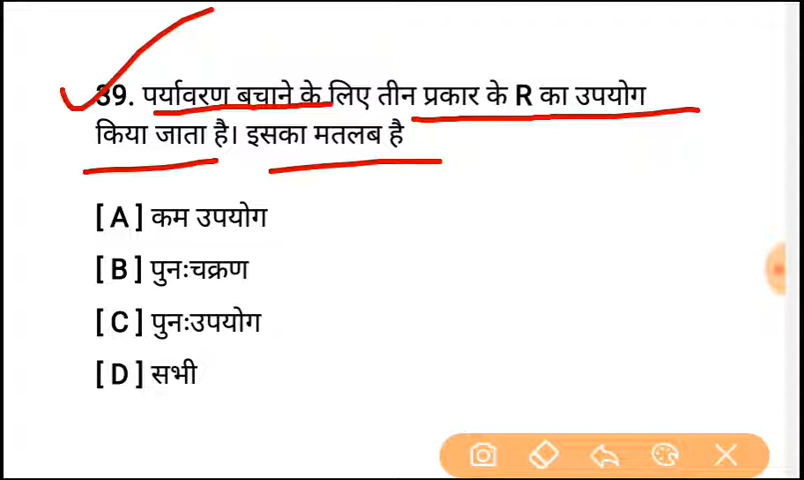 39. पर्यावरण बचाने के लिए तीन प्रकार के R का उपयोग
किया जाता है। इसका मतलब है
[ A ] कम उपयोग
[ B ] पुनःचक्रण
[ C ] पुनःउपयोग
[ D ] सभी